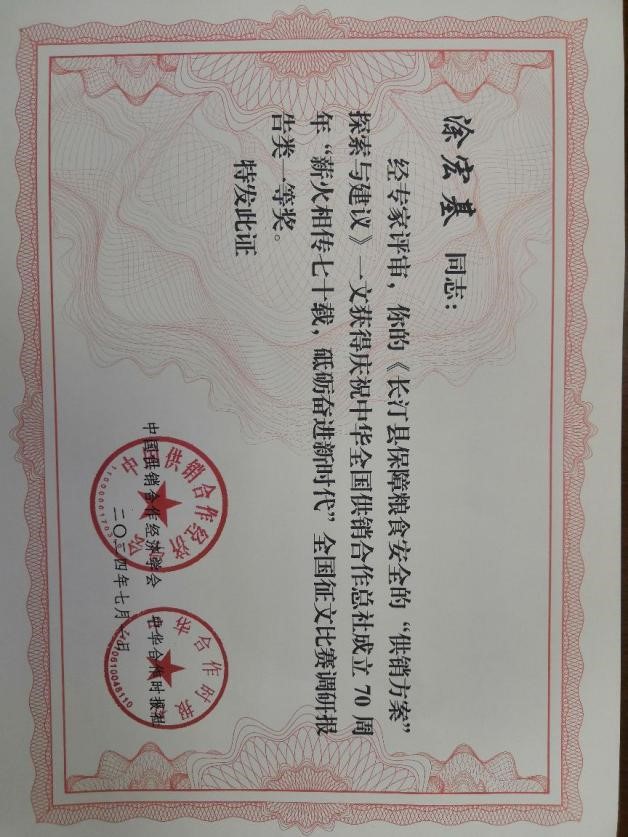 涂宏基 同志：
经专家评审，你的《长汀县保障粮食安全的“供销方案”
探索与建议》一文获得庆祝中华全国供销合作总社成立70周
年“薪火相传七十载，砥砺奋进新时代”全国征文比赛调研报
告类一等奖。
特发此证
中国供销合作经济学会 中华合作时报社
二〇二四年七月